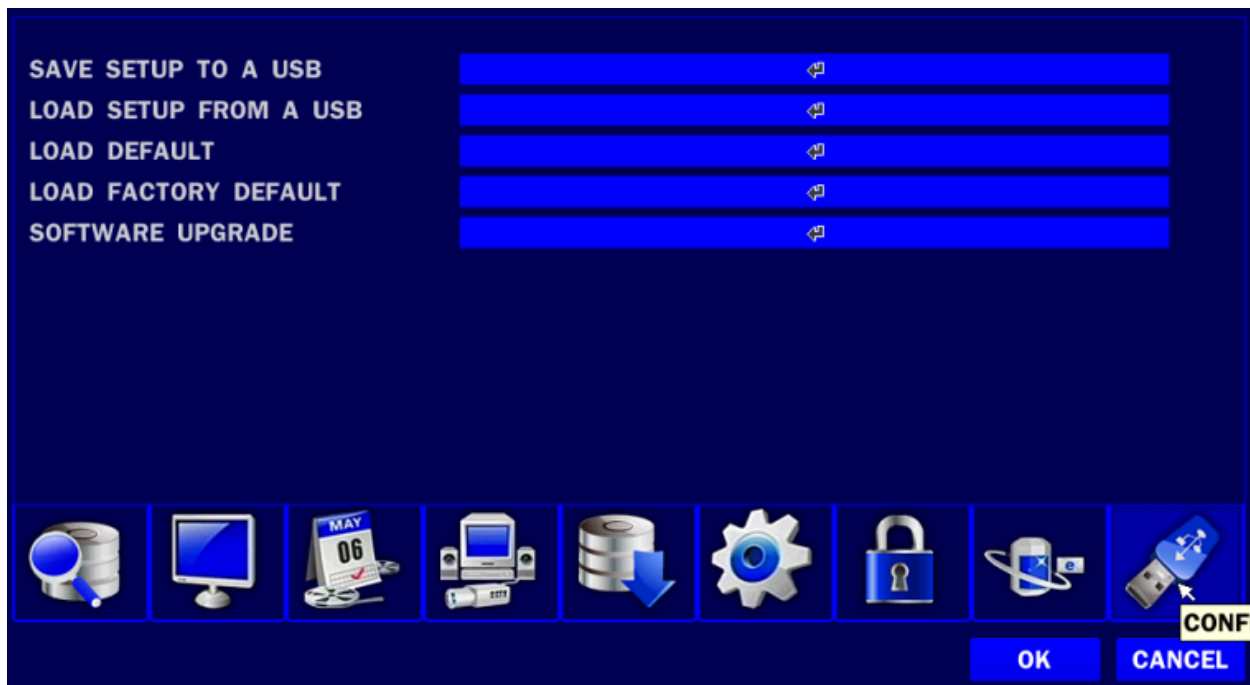 SAVE SETUP TO A USB
LOAD SETUP FROM A USB
LOAD DEFAULT
LOAD FACTORY DEFAULT
SOFTWARE UPGRADE
MAY
06
CCTV
e
CONF
OK CANCEL